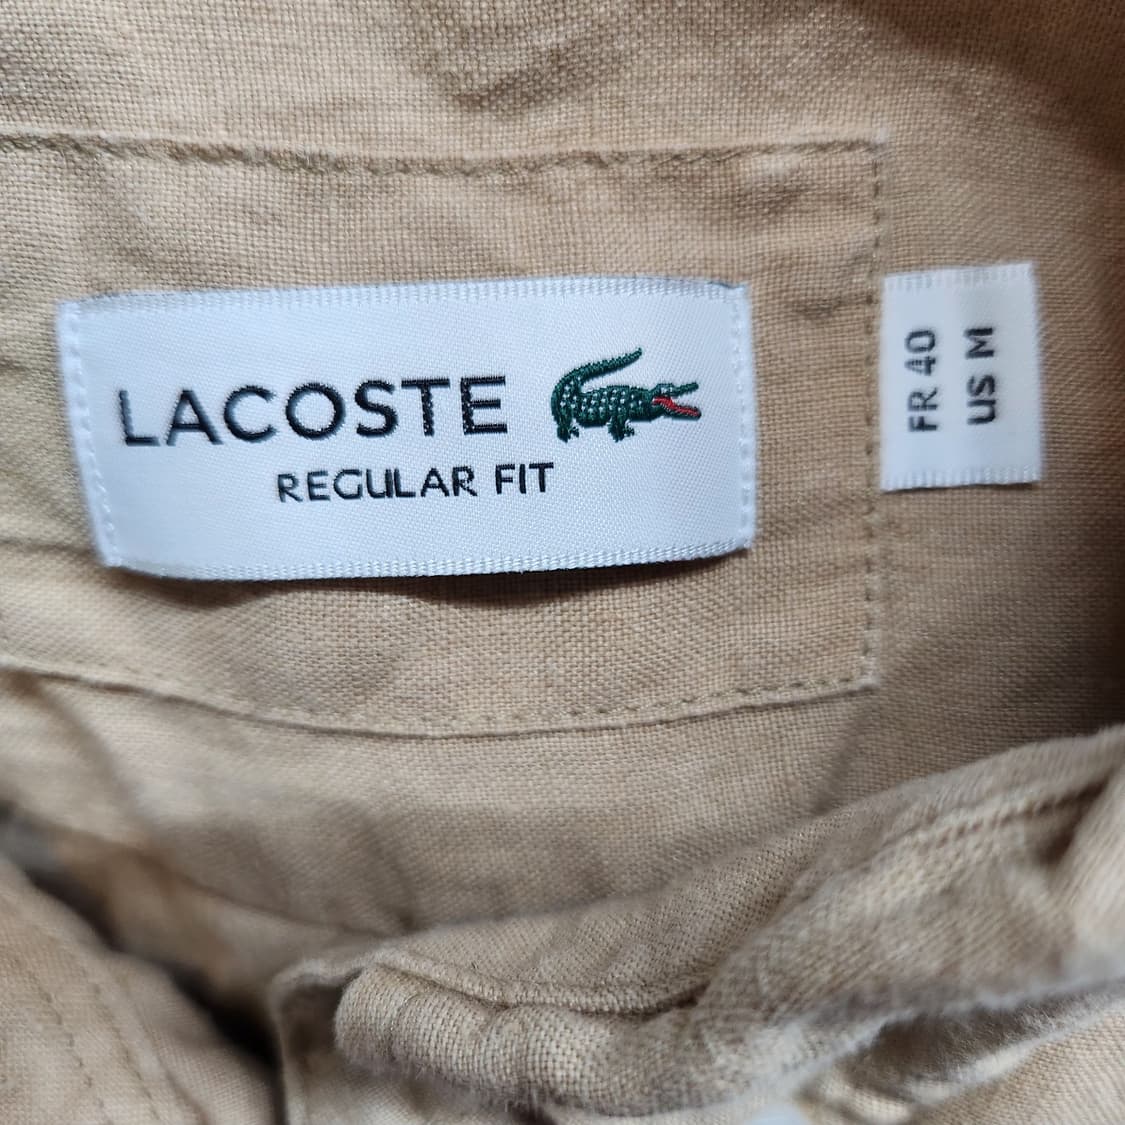 LACOSTE
REGULAR FIT
FR 40
US M